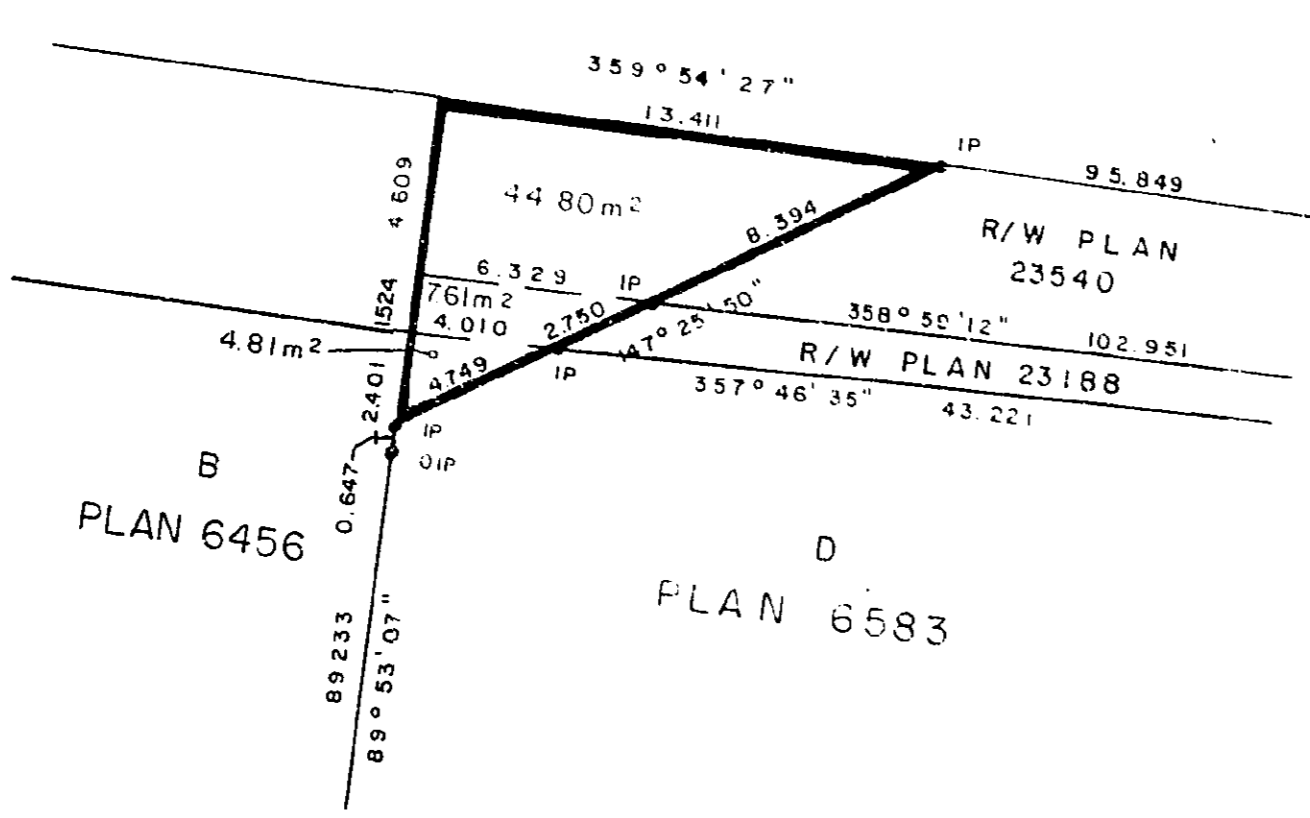 359° 54' 27"
13.411
IP
95.849
4 609
44 80m²
8.394
R/W PLAN
23540
6.329
IP
761m²
1.524
4.010
2.750
358° 59' 12"
102.951
4.81m²
R/W PLAN 23188
4.749
IP
357° 46' 35"
43.221
2.401
IP
OIP
0.647
B
PLAN 6456
D
PLAN 6583
89 233
89° 53' 07"